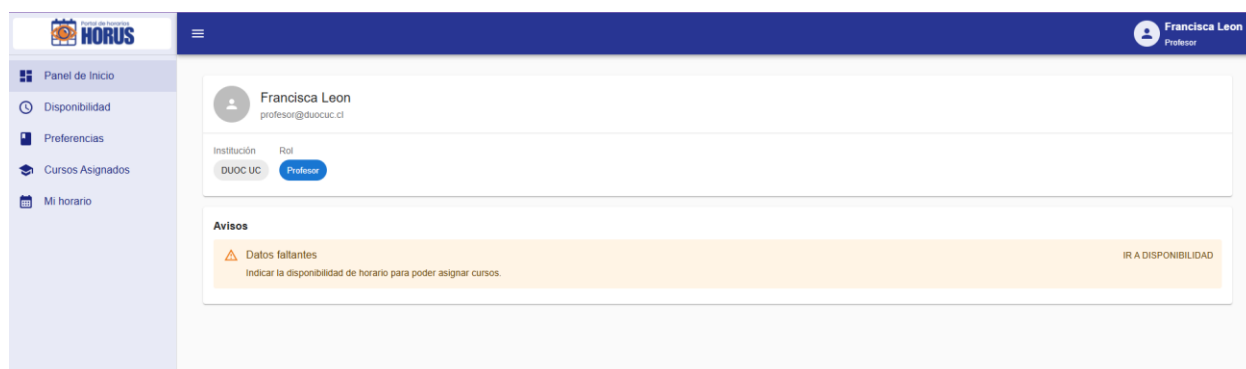 Portal de horarios
HORUS
Francisca Leon
Profesor
Panel de Inicio
Disponibilidad
Preferencias
Cursos Asignados
Mi horario
Francisca Leon
profesor@duocuc.cl
Institución Rol
DUOC UC Profesor
Avisos
Datos faltantes IR A DISPONIBILIDAD
Indicar la disponibilidad de horario para poder asignar cursos.